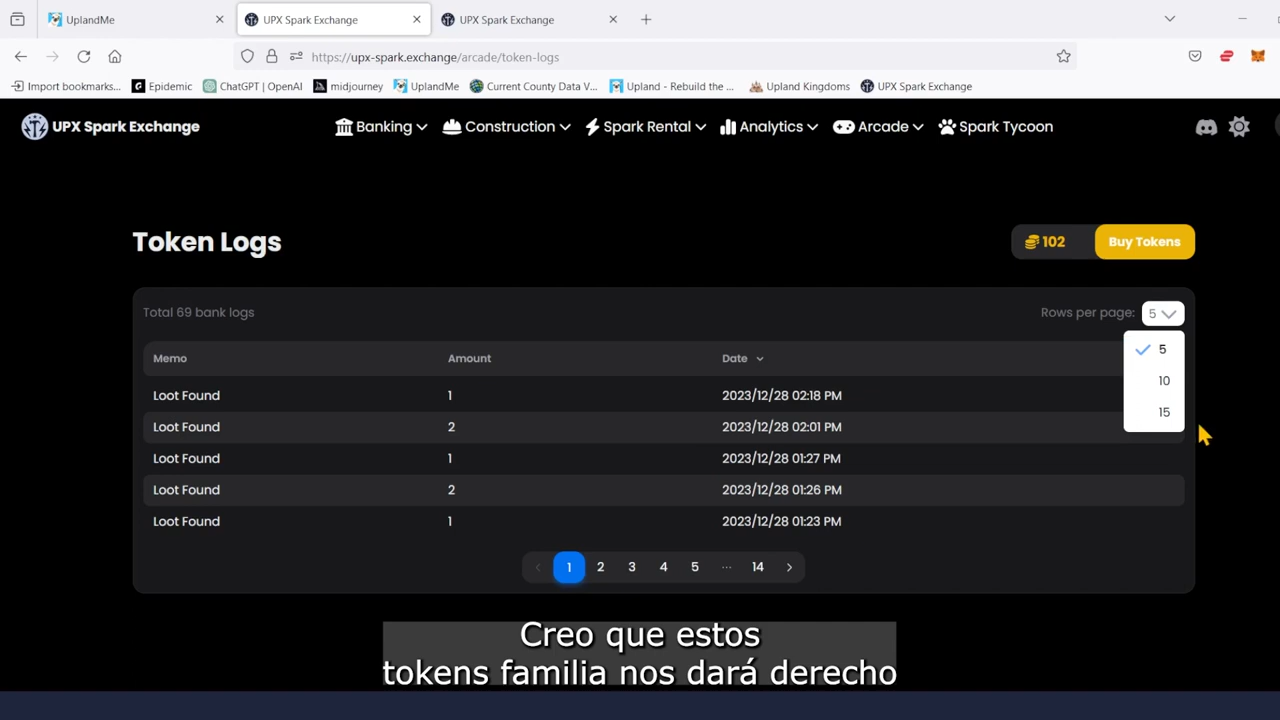 UplandMe
UPX Spark Exchange
UPX Spark Exchange
https://upx-spark.exchange/arcade/token-logs
Import bookmarks...
Epidemic
ChatGPT | OpenAI
midjourney
UplandMe
Current County Data V...
Upland - Rebuild the ...
Upland Kingdoms
UPX Spark Exchange
UPX Spark Exchange
Banking
Construction
Spark Rental
Analytics
Arcade
Spark Tycoon
Token Logs
102
Buy Tokens
Total 69 bank logs
Rows per page: 5
Memo Amount Date
5
10
15
Loot Found 1 2023/12/28 02:18 PM
Loot Found 2 2023/12/28 02:01 PM
Loot Found 1 2023/12/28 01:27 PM
Loot Found 2 2023/12/28 01:26 PM
Loot Found 1 2023/12/28 01:23 PM
1 2 3 4 5 ... 14
Creo que estos
tokens familia nos dará derecho